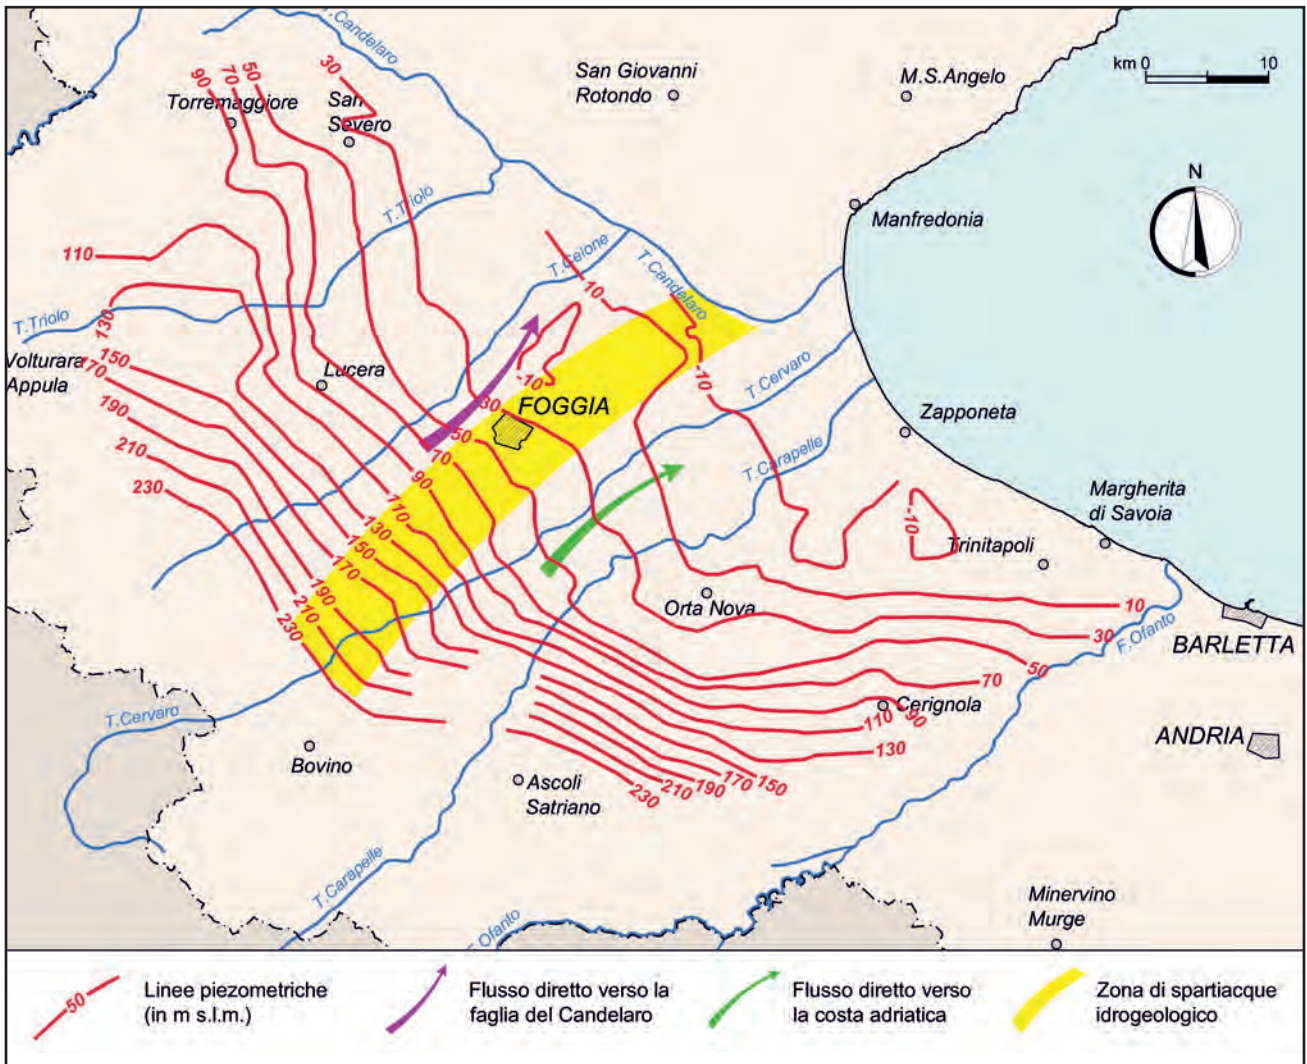 T.Candelaro
km 0 10
San Giovanni
Rotondo
M.S.Angelo
30
50
70
90
Torremaggiore
San
Severo
N
T.Triolo
Manfredonia
110
T.Celone
T.Candelaro
10
T.Triolo
130
Volturara
Appula
150
170
Lucera
T.Cervaro
-10
-10
190
30
FOGGIA
Zapponeta
50
210
70
T.Carapelle
230
90
Margherita
di Savoia
110
-10
130
Trinitapoli
150
170
190
Orta Nova
10
210
30
F.Ofanto
BARLETTA
230
50
70
T.Cervaro
Cerignola
90
110
ANDRIA
130
Bovino
150
170
190
210
230
Ascoli
Satriano
T.Carapelle
Minervino
Murge
F.Ofanto
50
Linee piezometriche
(in m s.l.m.)
Flusso diretto verso la
faglia del Candelaro
Flusso diretto verso
la costa adriatica
Zona di spartiacque
idrogeologico